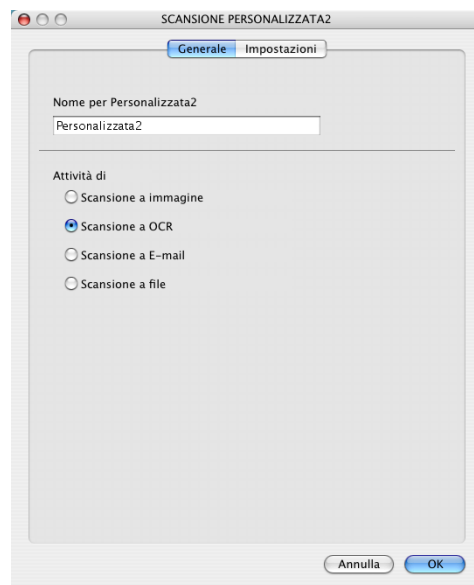 SCANSIONE PERSONALIZZATA2
Generale Impostazioni
Nome per Personalizzata2
Personalizzata2
Attività di
Scansione a immagine
Scansione a OCR
Scansione a E-mail
Scansione a file
Annulla OK